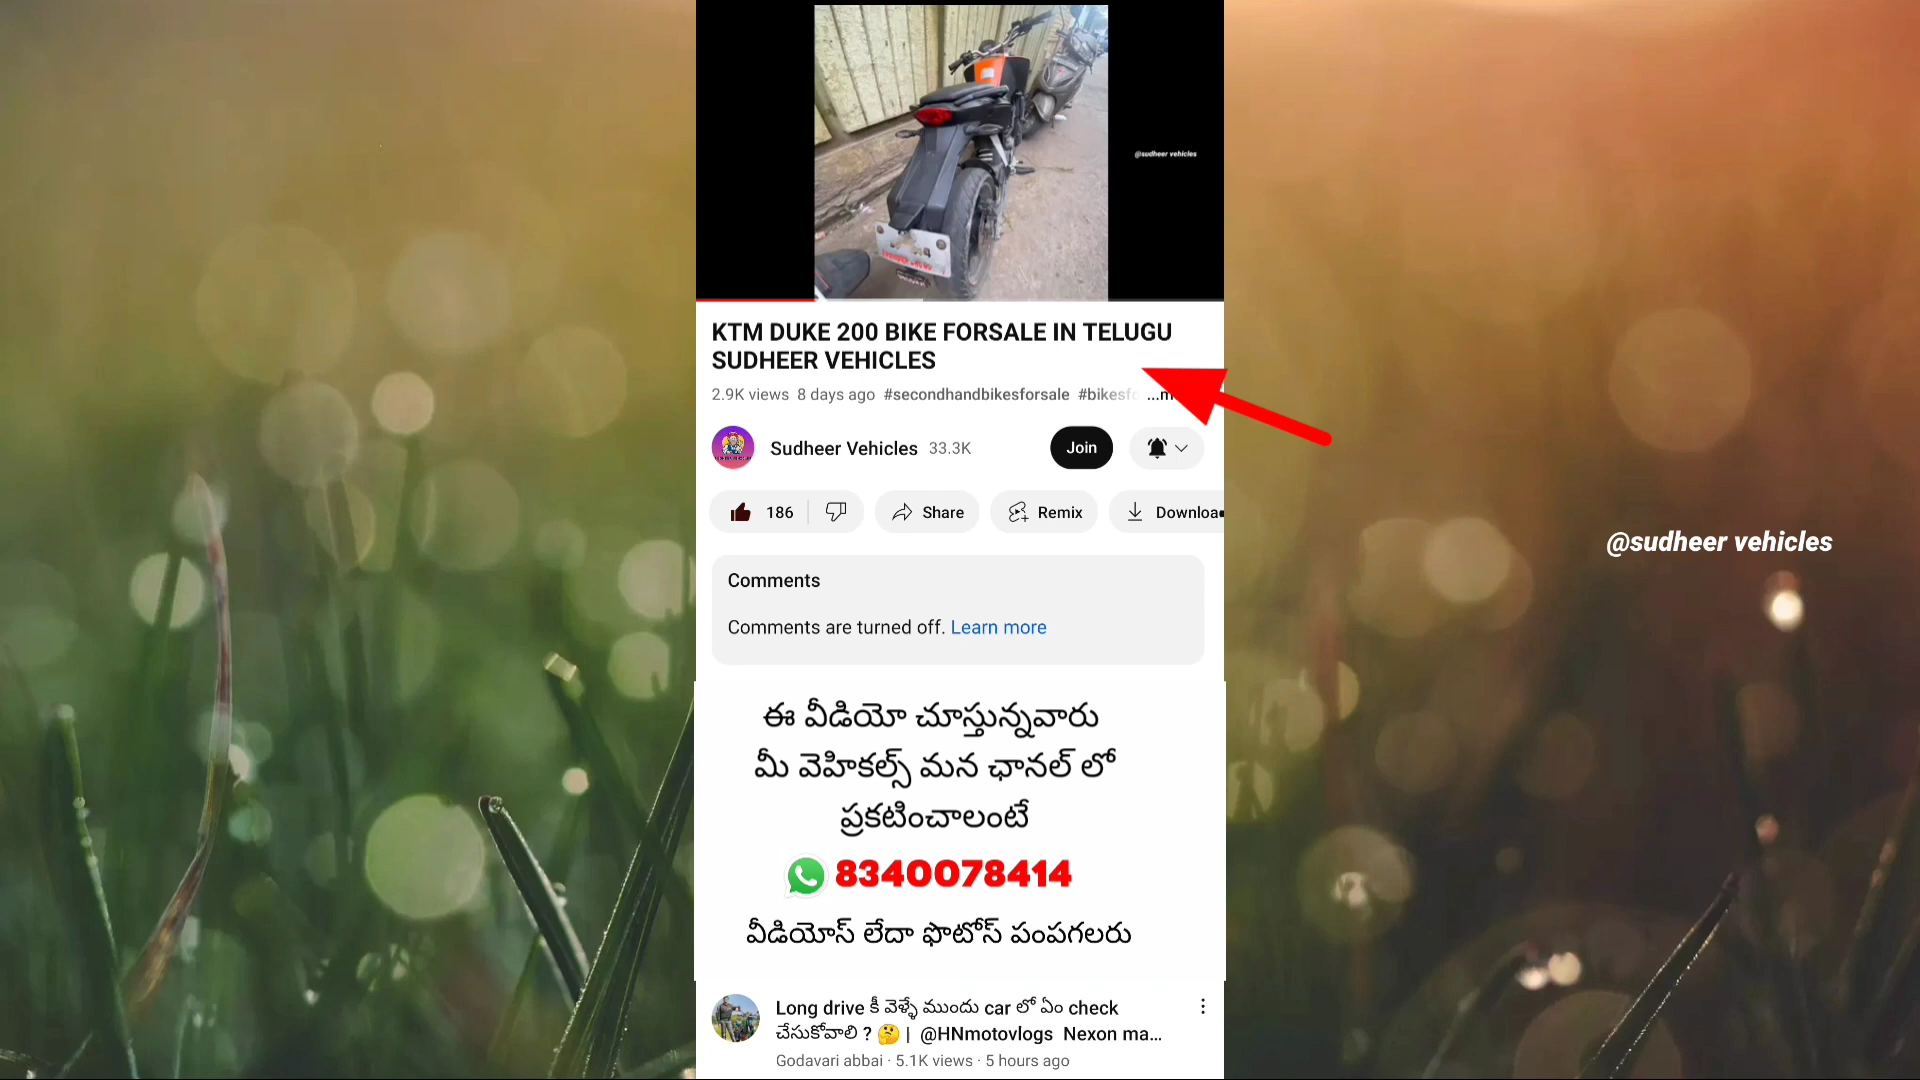 @sudheer vehicles
KTM DUKE 200 BIKE FORSALE IN TELUGU
SUDHEER VEHICLES
2.9K views 8 days ago #secondhandbikesforsale #bikesfo ...m
Sudheer Vehicles 33.3K
Join
186
Share
Remix
Downloa
@sudheer vehicles
Comments
Comments are turned off. Learn more
ఈ వీడియో చూస్తున్నవారు
మీ వెహికల్స్ మన ఛానల్ లో
ప్రకటించాలంటే
8340078414
వీడియోస్ లేదా ఫొటోస్ పంపగలరు
Long drive కీ వెళ్ళే ముందు car లో ఏం check
చేసుకోవాలి ? 🤔 | @HNmotovlogs Nexon ma...
Godavari abbai · 5.1K views · 5 hours ago